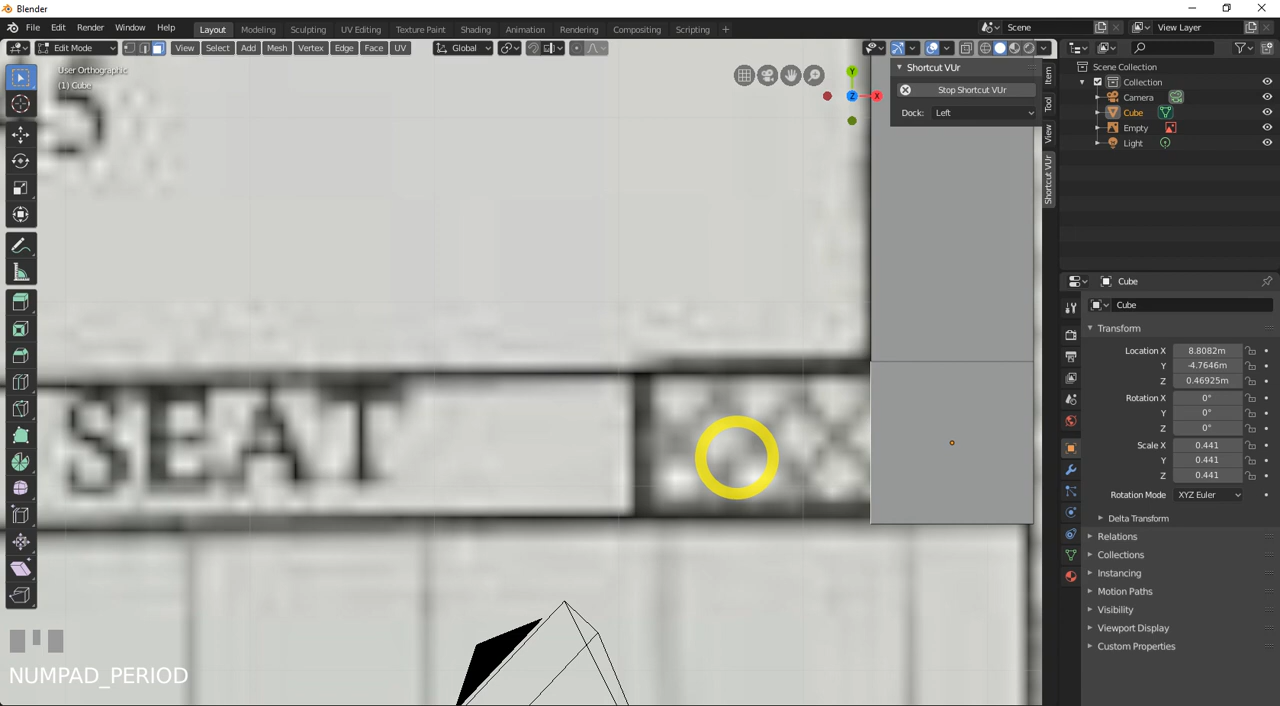 Blender
File Edit Render Window Help Layout Modeling Sculpting UV Editing Texture Paint Shading Animation Rendering Compositing Scripting + Scene View Layer
Edit Mode View Select Add Mesh Vertex Edge Face UV Global
User Orthographic
(1) Cube
Y
Z
X
Shortcut VUr
Stop Shortcut VUr
Dock: Left
Item
Tool
View
Shortcut VUr
Scene Collection
Collection
Camera
Cube
Empty
Light
Cube
Cube
Transform
Location X 8.8082m
Y -4.7646m
Z 0.46925m
Rotation X 0°
Y 0°
Z 0°
Scale X 0.441
Y 0.441
Z 0.441
Rotation Mode XYZ Euler
Delta Transform
Relations
Collections
Instancing
Motion Paths
Visibility
Viewport Display
Custom Properties
SEAT
NUMPAD_PERIOD